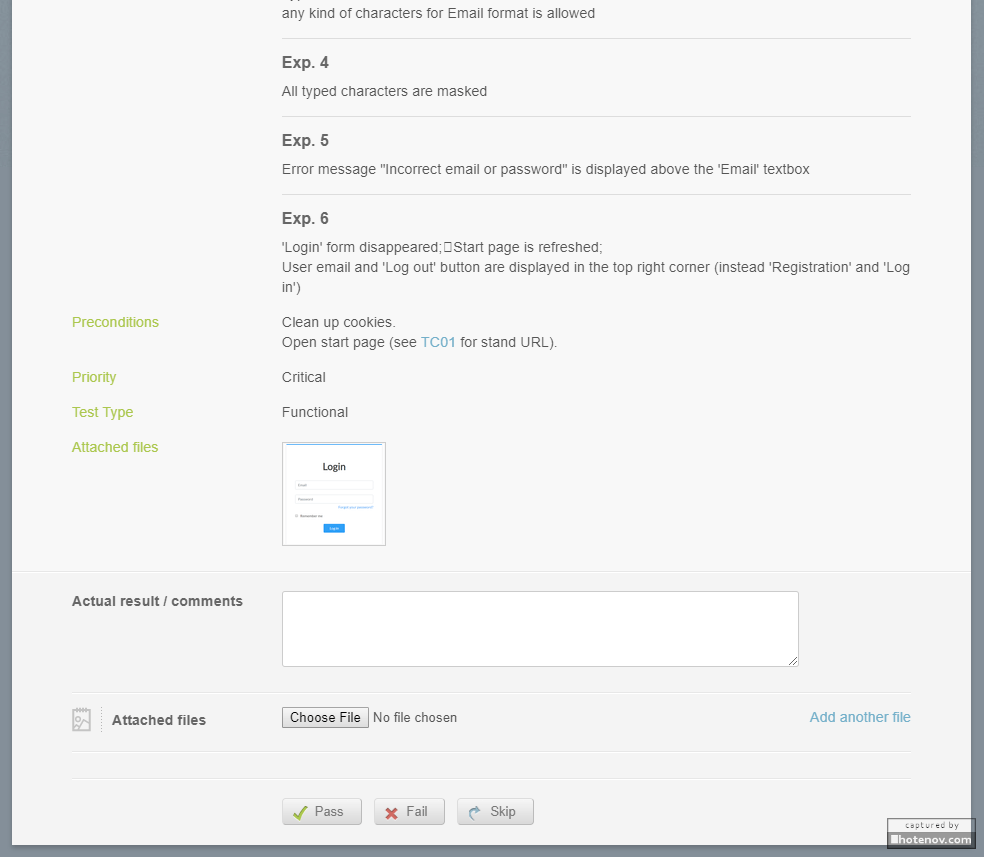 any kind of characters for Email format is allowed
Exp. 4
All typed characters are masked
Exp. 5
Error message "Incorrect email or password" is displayed above the 'Email' textbox
Exp. 6
'Login' form disappeared;Start page is refreshed;
User email and 'Log out' button are displayed in the top right corner (instead 'Registration' and 'Log
in')
Preconditions
Clean up cookies.
Open start page (see TC01 for stand URL).
Priority
Critical
Test Type
Functional
Attached files
Login
Email
Password
Forgot your password?
Remember me
Log in
Actual result / comments
Attached files
Choose File No file chosen
Add another file
Pass
Fail
Skip
captured by
hotenov.com